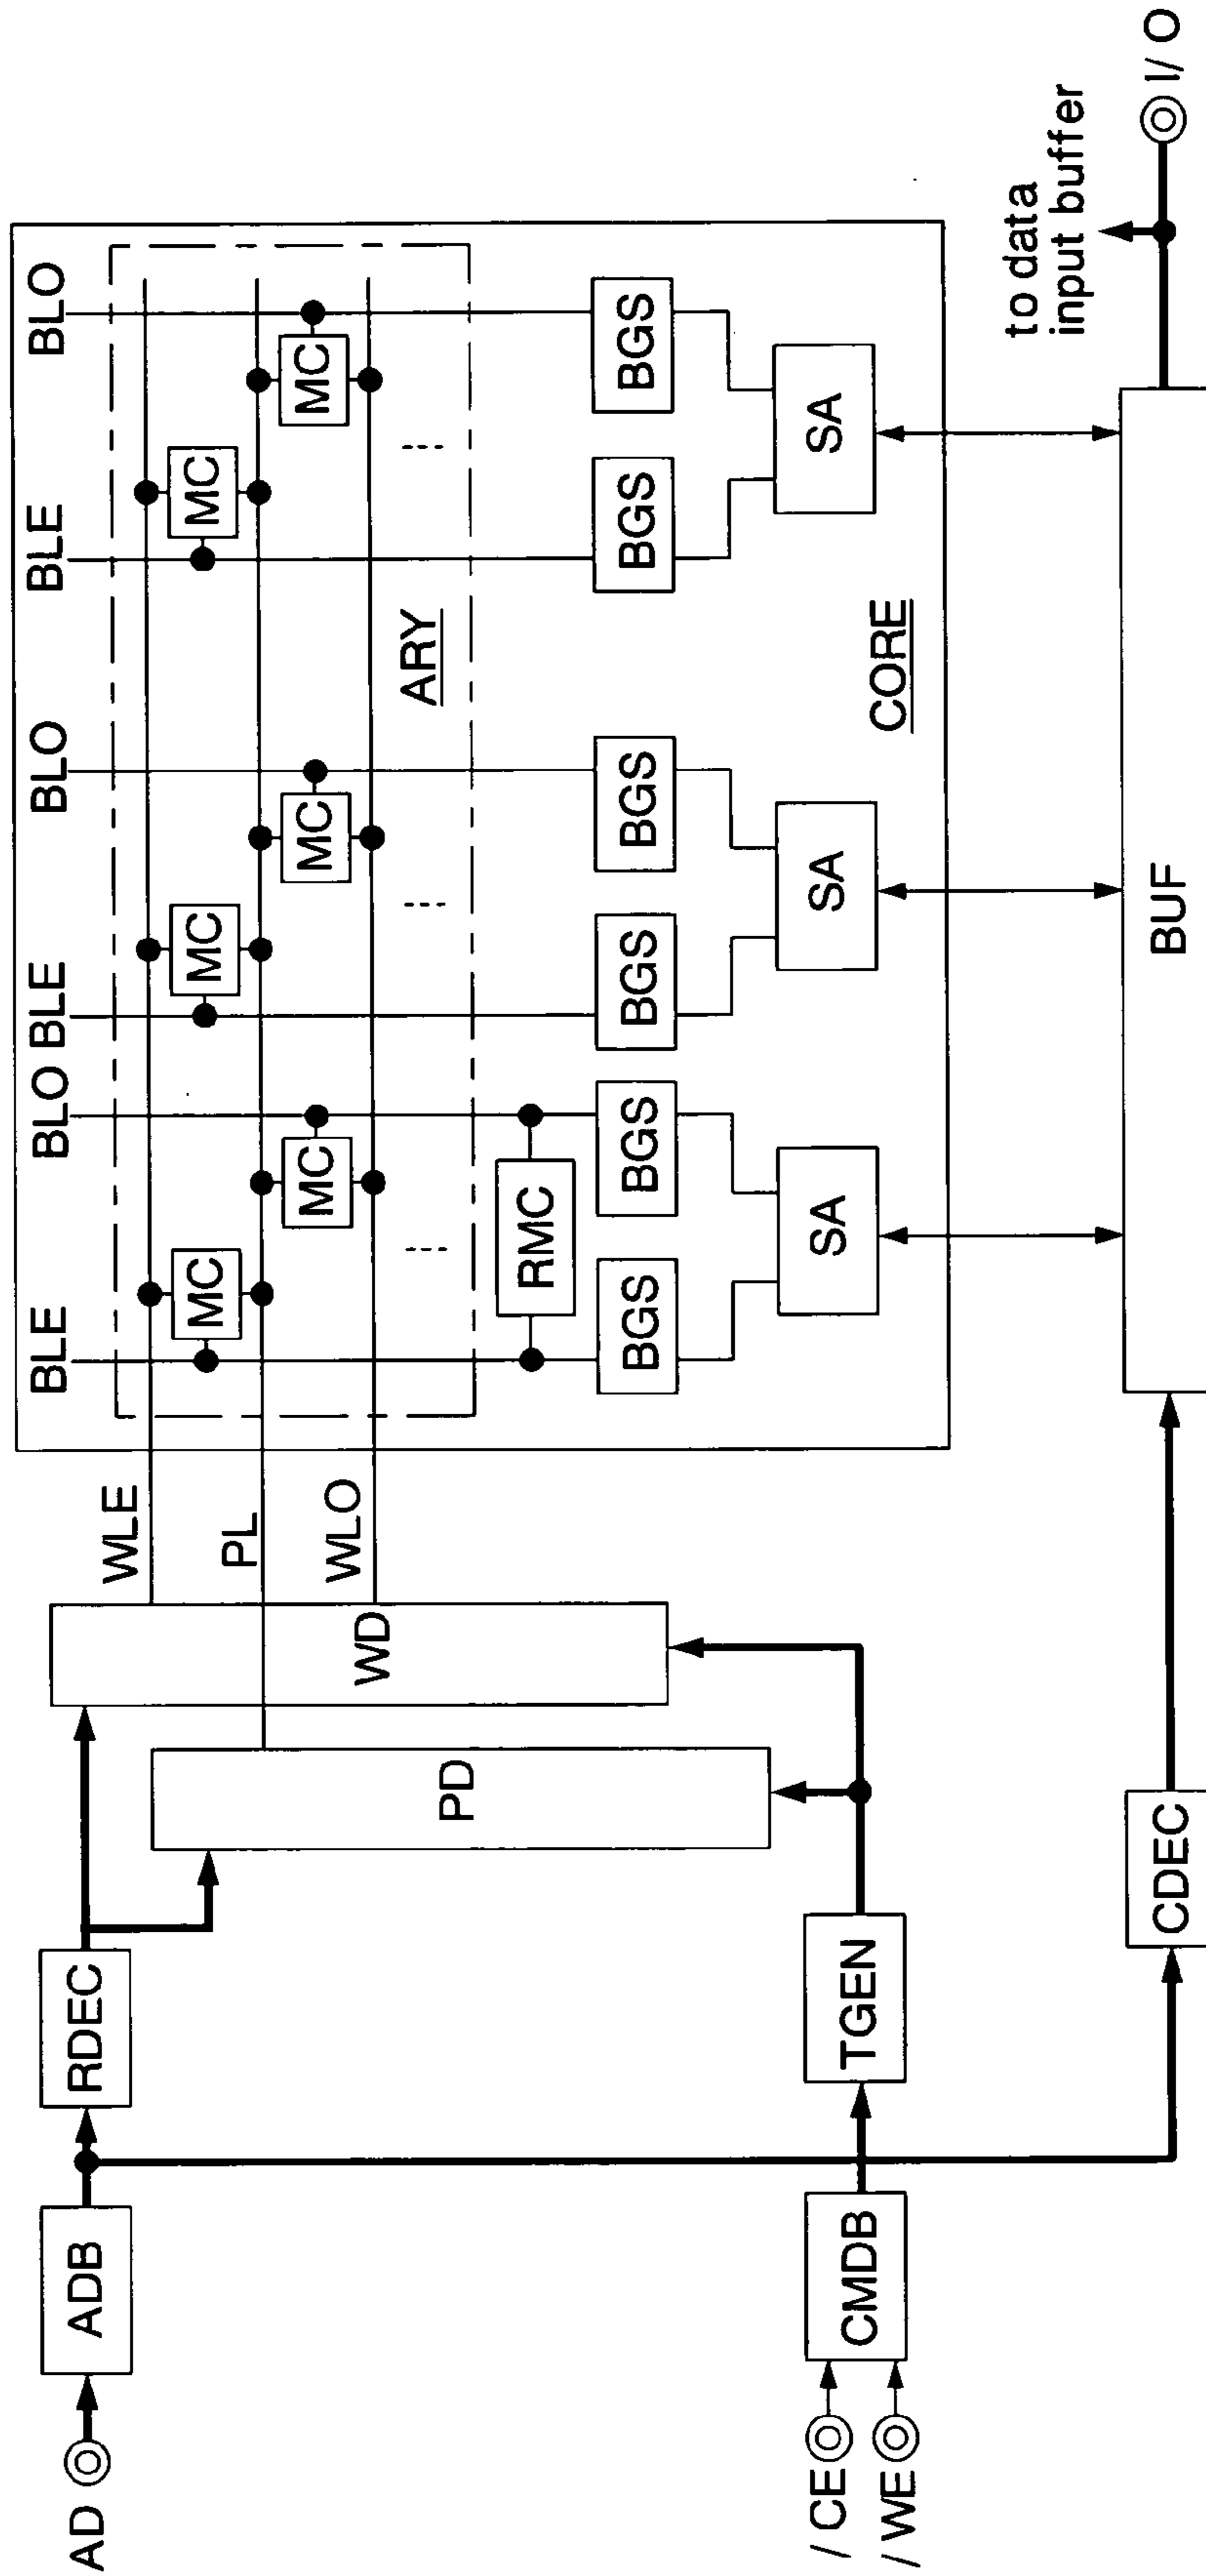 BLE
BLO
BLE
BLO
BLE
BLO
WLE
MC
MC
MC
PL
MC
MC
MC
WLO
ARY
RMC
BGS
BGS
BGS
BGS
BGS
BGS
SA
SA
SA
CORE
AD
ADB
RDEC
PD
WD
/ CE
/ WE
CMDB
TGEN
CDEC
BUF
to data
input buffer
I/O